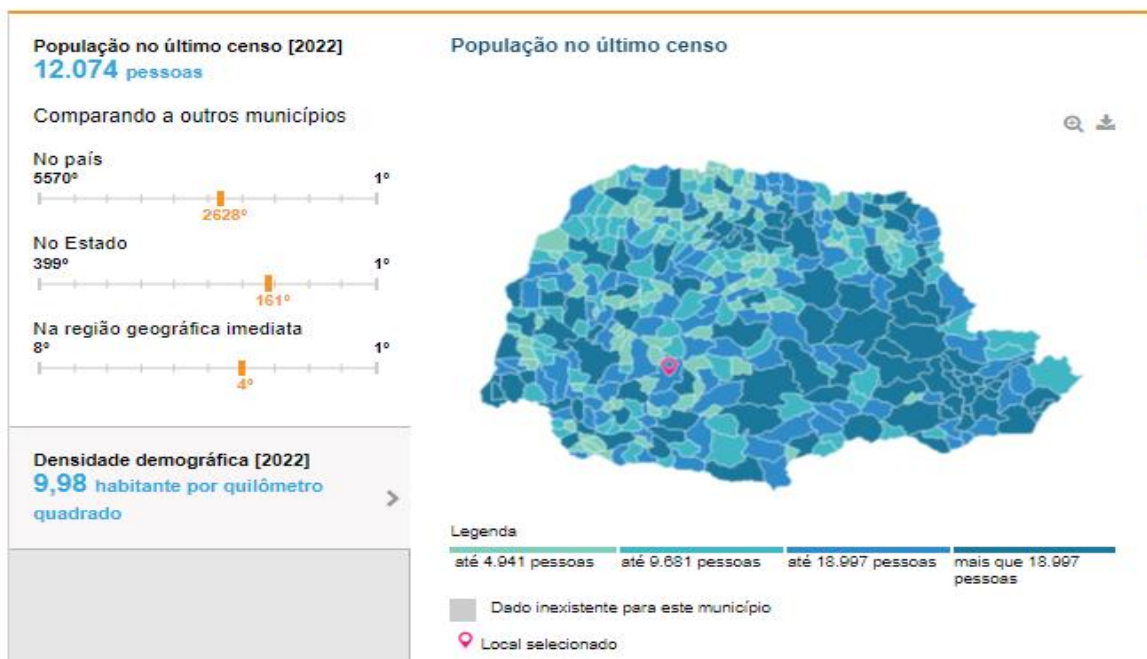 População no último censo [2022]
12.074 pessoas
Comparando a outros municípios
No país
5570º 1º
2628º
No Estado
399º 1º
161º
Na região geográfica imediata
8º 1º
4º
Densidade demográfica [2022]
9,98 habitante por quilômetro
quadrado
População no último censo
Legenda
até 4.941 pessoas até 9.681 pessoas até 18.997 pessoas mais que 18.997
pessoas
Dado inexistente para este município
Local selecionado